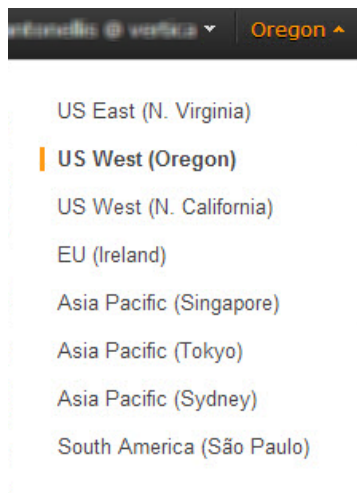 Oregon
US East (N. Virginia)
US West (Oregon)
US West (N. California)
EU (Ireland)
Asia Pacific (Singapore)
Asia Pacific (Tokyo)
Asia Pacific (Sydney)
South America (São Paulo)